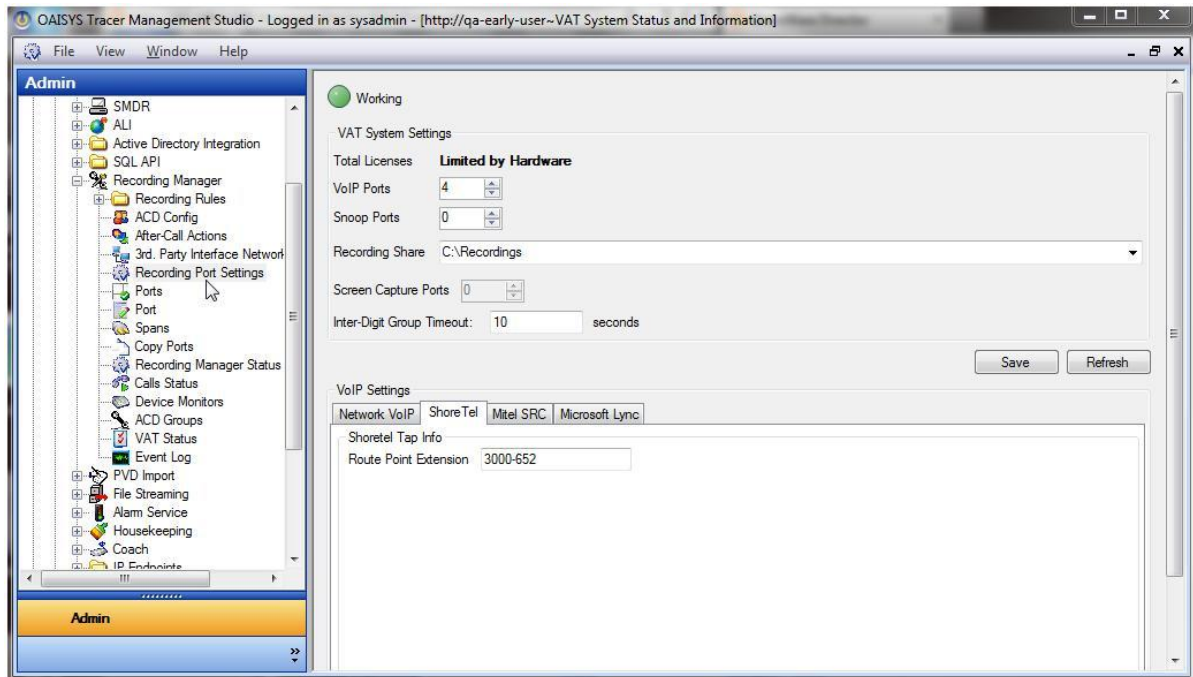 OAISYS Tracer Management Studio - Logged in as sysadmin - [http://qa-early-user~VAT System Status and Information]
File View Window Help
Admin
SMDR
ALI
Active Directory Integration
SQL API
Recording Manager
Recording Rules
ACD Config
After-Call Actions
3rd. Party Interface Network
Recording Port Settings
Ports
Port
Spans
Copy Ports
Recording Manager Status
Calls Status
Device Monitors
ACD Groups
VAT Status
Event Log
PVD Import
File Streaming
Alarm Service
Housekeeping
Coach
IP Endpoints
Admin
Working
VAT System Settings
Total Licenses Limited by Hardware
VoIP Ports 4
Snoop Ports 0
Recording Share C:\Recordings
Screen Capture Ports 0
Inter-Digit Group Timeout: 10 seconds
Save Refresh
VoIP Settings
Network VoIP ShoreTel Mitel SRC Microsoft Lync
Shoretel Tap Info
Route Point Extension 3000-652